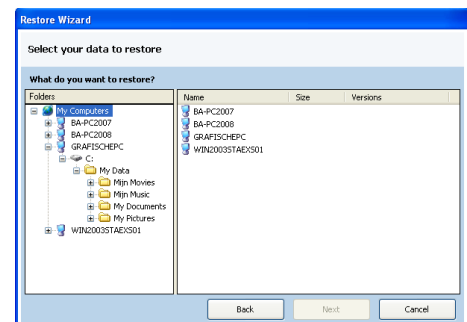 Restore Wizard
Select your data to restore
What do you want to restore?
Folders
My Computers
BA-PC2007
BA-PC2008
GRAFISCHEPC
C:
My Data
Mijn Movies
Mijn Music
My Documents
My Pictures
WIN2003STAEXS01
Name Size Versions
BA-PC2007
BA-PC2008
GRAFISCHEPC
WIN2003STAEXS01
Back Next Cancel